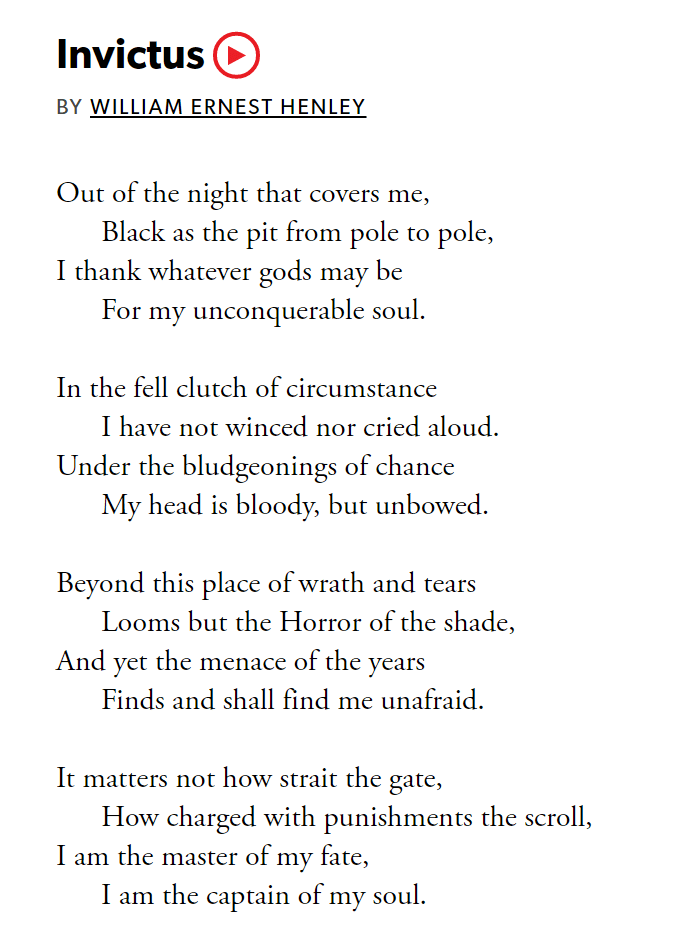 Invictus
BY WILLIAM ERNEST HENLEY
Out of the night that covers me,
Black as the pit from pole to pole,
I thank whatever gods may be
For my unconquerable soul.
In the fell clutch of circumstance
I have not winced nor cried aloud.
Under the bludgeonings of chance
My head is bloody, but unbowed.
Beyond this place of wrath and tears
Looms but the Horror of the shade,
And yet the menace of the years
Finds and shall find me unafraid.
It matters not how strait the gate,
How charged with punishments the scroll,
I am the master of my fate,
I am the captain of my soul.